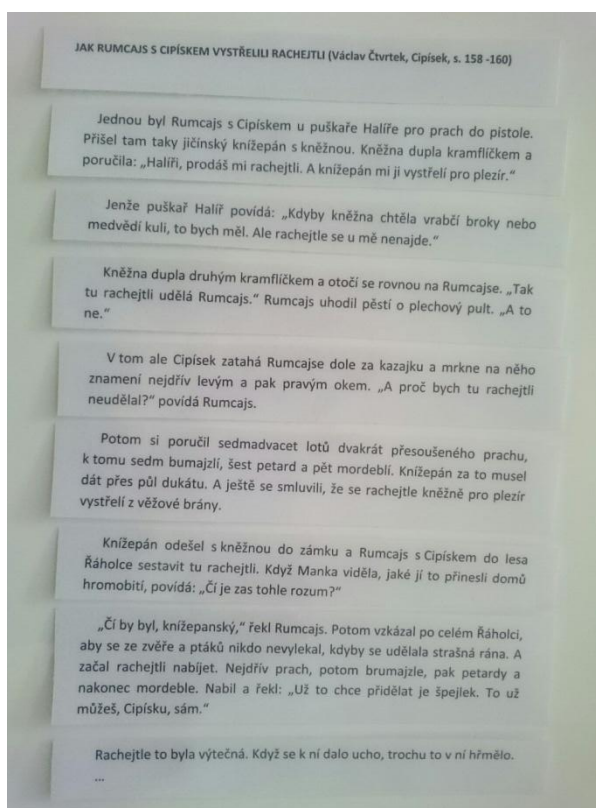 JAK RUMCAJS S CIPÍSKEM VYSTŘELILI RACHEJTLI (Václav Čtvrtek, Cipísek, s. 158 -160)
Jednou byl Rumcajs s Cipískem u puškaře Halíře pro prach do pistole.
Přišel tam taky jičínský knížepán s kněžnou. Kněžna dupla kramflíčkem a
poručila: „Halíři, prodáš mi rachejtli. A knížepán mi ji vystřelí pro plezír.“
Jenže puškař Halíř povídá: „Kdyby kněžna chtěla vrabčí broky nebo
medvědí kuli, to bych měl. Ale rachejtle se u mě nenajde.“
Kněžna dupla druhým kramflíčkem a otočí se rovnou na Rumcajse. „Tak
tu rachejtli udělá Rumcajs.“ Rumcajs uhodil pěstí o plechový pult. „A to
ne.“
V tom ale Cipísek zatahá Rumcajse dole za kazajku a mrkne na něho
znamení nejdřív levým a pak pravým okem. „A proč bych tu rachejtli
neudělal?“ povídá Rumcajs.
Potom si poručil sedmadvacet lotů dvakrát přesoušeného prachu,
k tomu sedm bumajzlí, šest petard a pět mordeblí. Knížepán za to musel
dát přes půl dukátu. A ještě se smluvili, že se rachejtle kněžně pro plezír
vystřelí z věžové brány.
Knížepán odešel s kněžnou do zámku a Rumcajs s Cipískem do lesa
Řáholce sestavit tu rachejtli. Když Manka viděla, jaké jí to přinesli domů
hromobití, povídá: „Čí je zas tohle rozum?“
„Čí by byl, knížepanský,“ řekl Rumcajs. Potom vzkázal po celém Řáholci,
aby se ze zvěře a ptáků nikdo nevylekal, kdyby se udělala strašná rána. A
začal rachejtli nabíjet. Nejdřív prach, potom brumajzle, pak petardy a
nakonec mordeble. Nabil a řekl: „Už to chce přidělat je špejlek. To už
můžeš, Cipísku, sám.“
Rachejtle to byla výtečná. Když se k ní dalo ucho, trochu to v ní hřmělo.
...